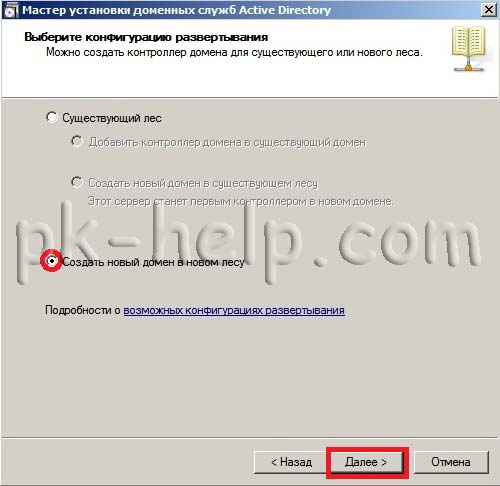 Мастер установки доменных служб Active Directory
Выберите конфигурацию развертывания
Можно создать контроллер домена для существующего или нового леса.
Существующий лес
Добавить контроллер домена в существующий домен
Создать новый домен в существующем лесу
Этот сервер станет первым контроллером в новом домене.
pk-help.com
Создать новый домен в новом лесу
Подробности о возможных конфигурациях развертывания
< Назад
Далее >
Отмена